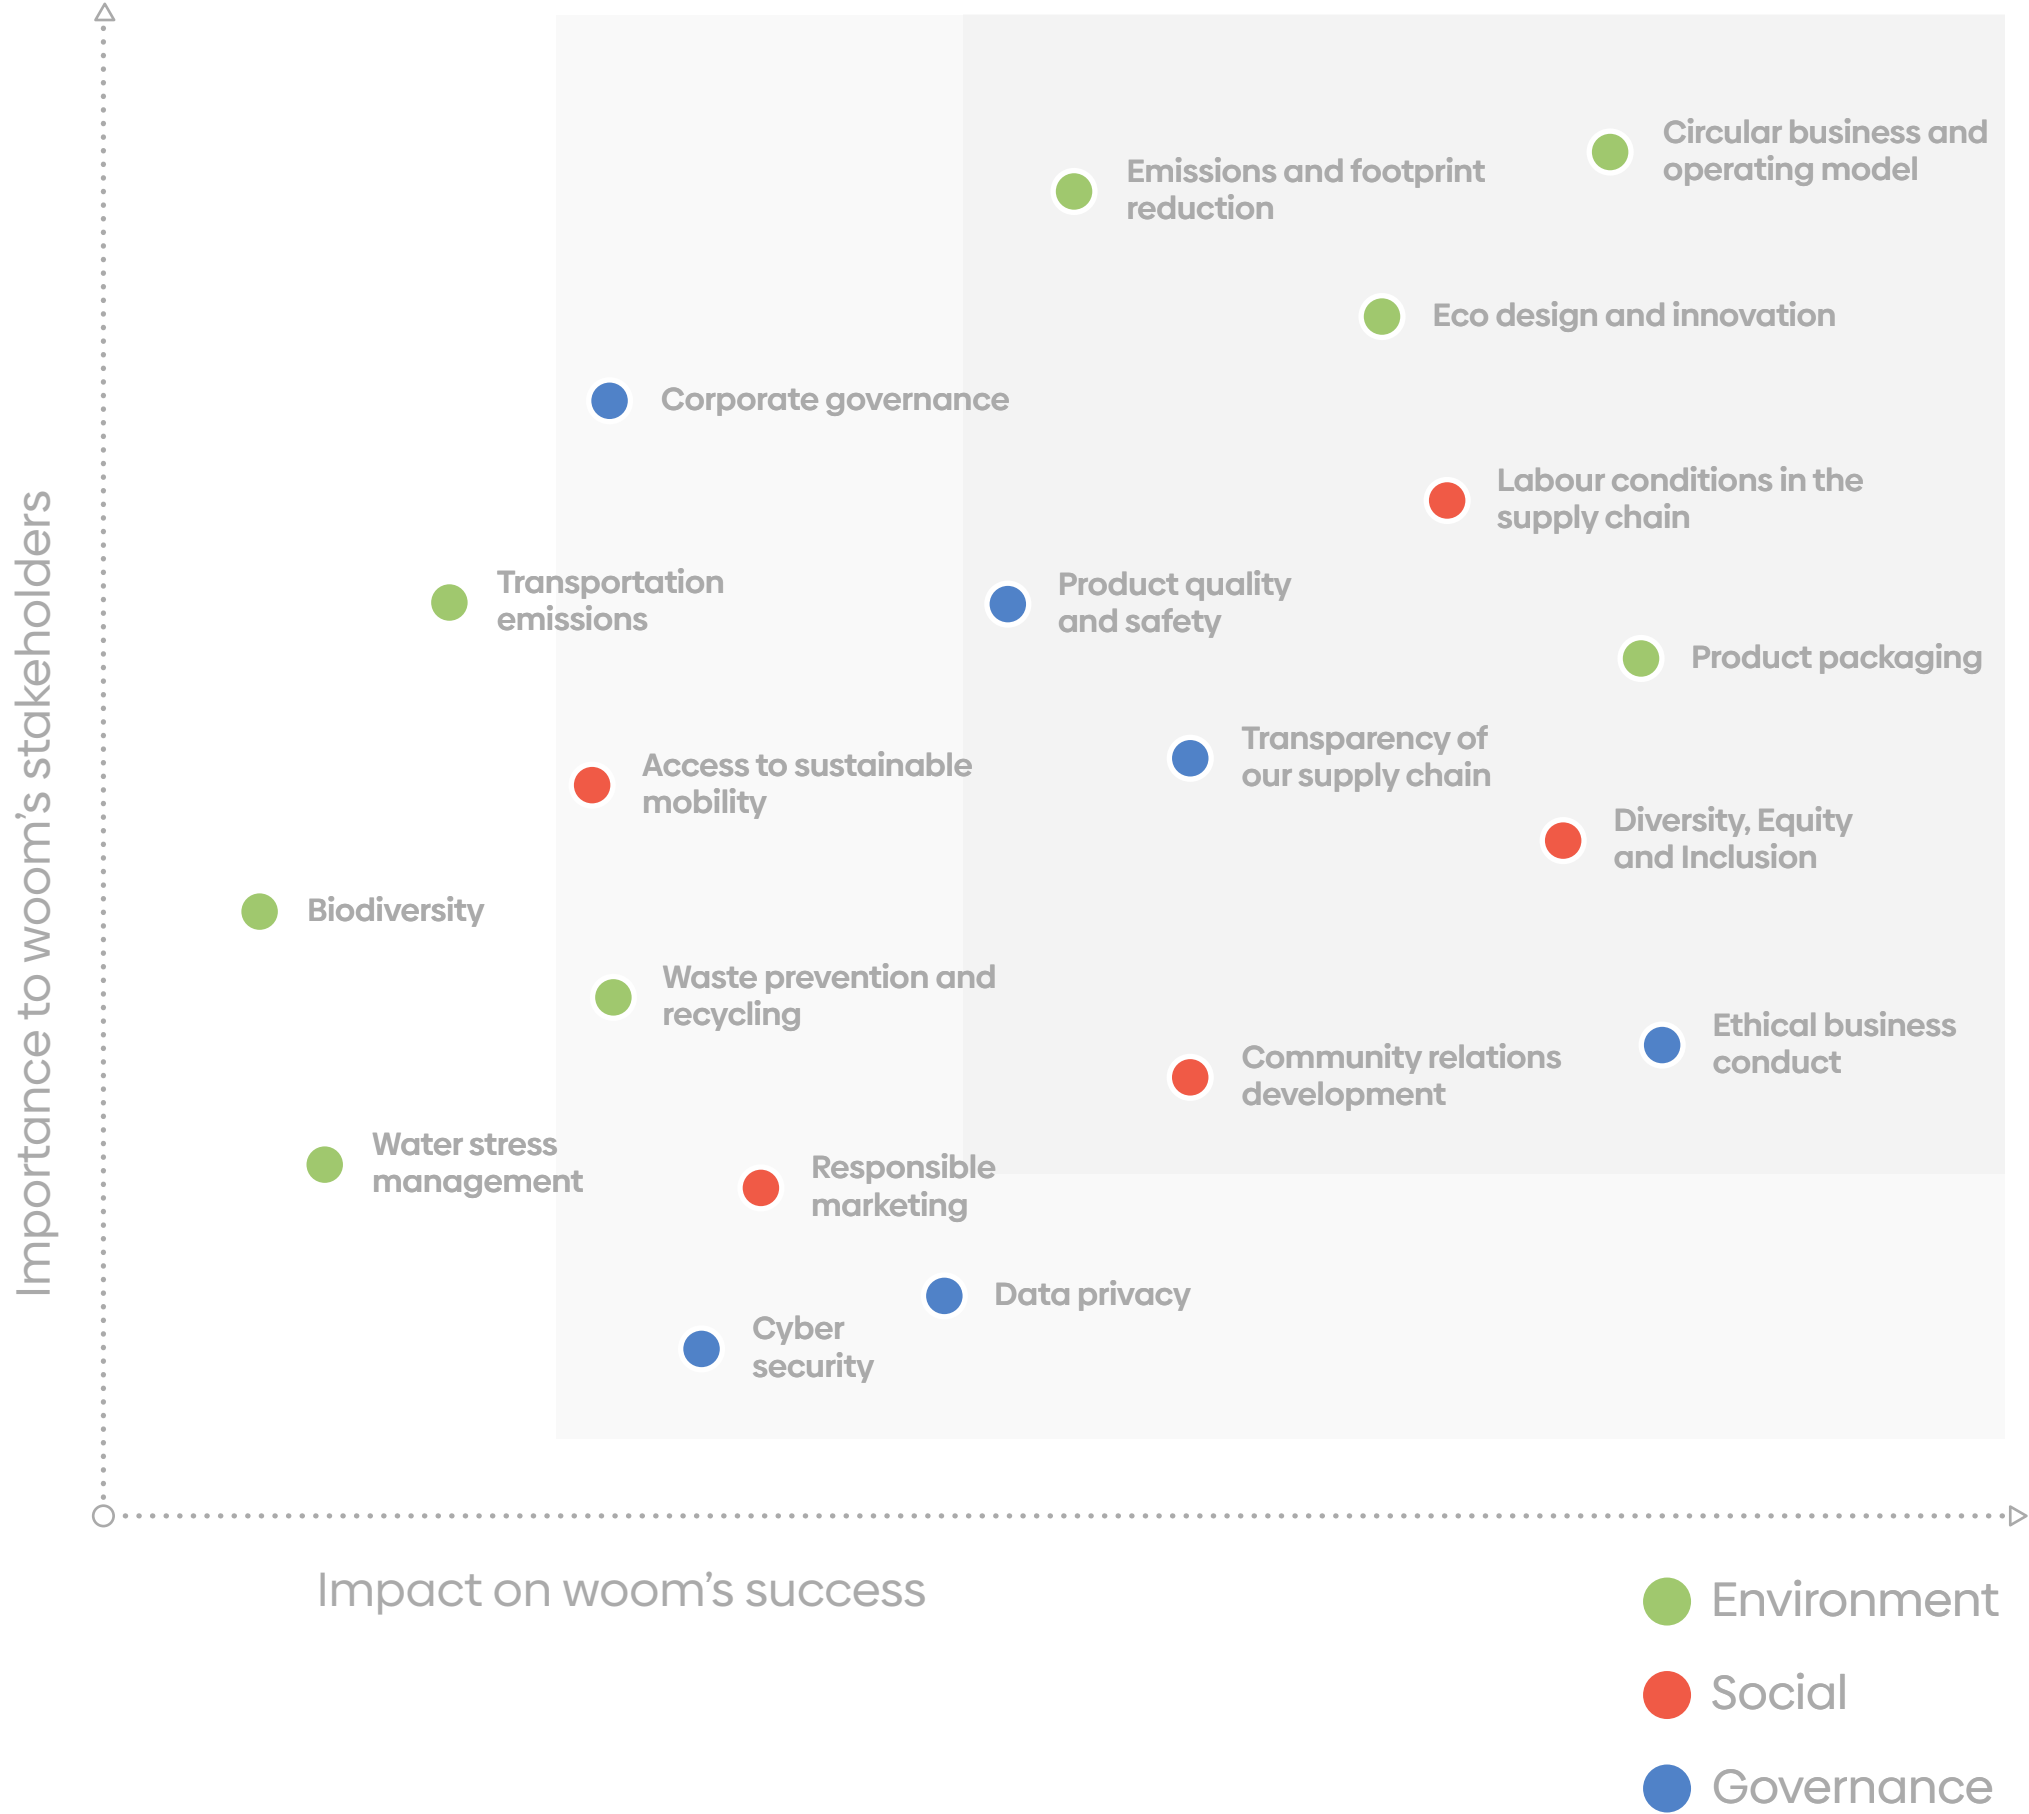 Circular business and
operating model
Emissions and footprint
reduction
Eco design and innovation
Corporate governance
Labour conditions in the
supply chain
Transportation
emissions
Product quality
and safety
Product packaging
Transparency of
our supply chain
Access to sustainable
mobility
Diversity, Equity
and Inclusion
Biodiversity
Waste prevention and
recycling
Ethical business
conduct
Community relations
development
Water stress
management
Responsible
marketing
Data privacy
Cyber
security
Importance to woom’s stakeholders
Impact on woom’s success
Environment
Social
Governance